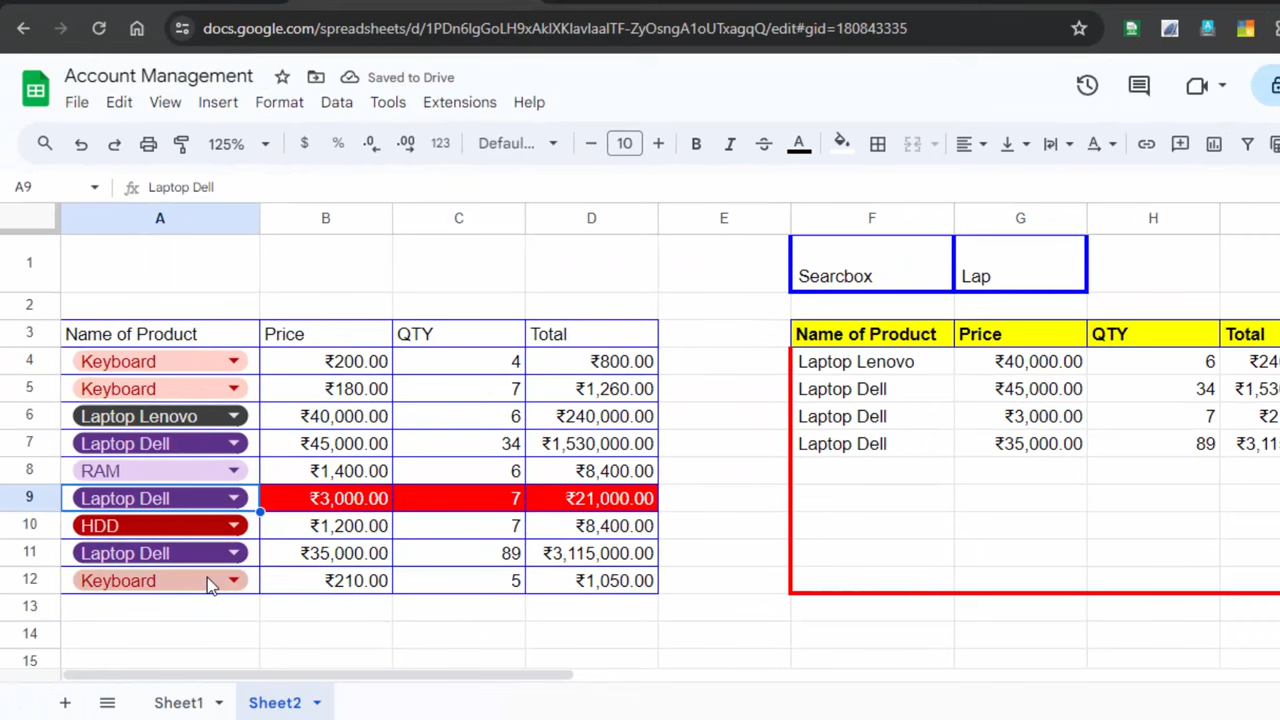 docs.google.com/spreadsheets/d/1PDn6lgGoLH9xAklXKlavlaalTF-ZyOsngA1oUTxagqQ/edit#gid=180843335
Account Management Saved to Drive
File Edit View Insert Format Data Tools Extensions Help
125% $ % .0 .00 123 Defaul... 10 B I S A
A9 fx Laptop Dell
A B C D E F G H
1 Searcbox Lap
2
3 Name of Product Price QTY Total Name of Product Price QTY Total
4 Keyboard ₹200.00 4 ₹800.00 Laptop Lenovo ₹40,000.00 6 ₹240
5 Keyboard ₹180.00 7 ₹1,260.00 Laptop Dell ₹45,000.00 34 ₹1,530
6 Laptop Lenovo ₹40,000.00 6 ₹240,000.00 Laptop Dell ₹3,000.00 7 ₹2
7 Laptop Dell ₹45,000.00 34 ₹1,530,000.00 Laptop Dell ₹35,000.00 89 ₹3,115
8 RAM ₹1,400.00 6 ₹8,400.00
9 Laptop Dell ₹3,000.00 7 ₹21,000.00
10 HDD ₹1,200.00 7 ₹8,400.00
11 Laptop Dell ₹35,000.00 89 ₹3,115,000.00
12 Keyboard ₹210.00 5 ₹1,050.00
13
14
15
Sheet1 Sheet2